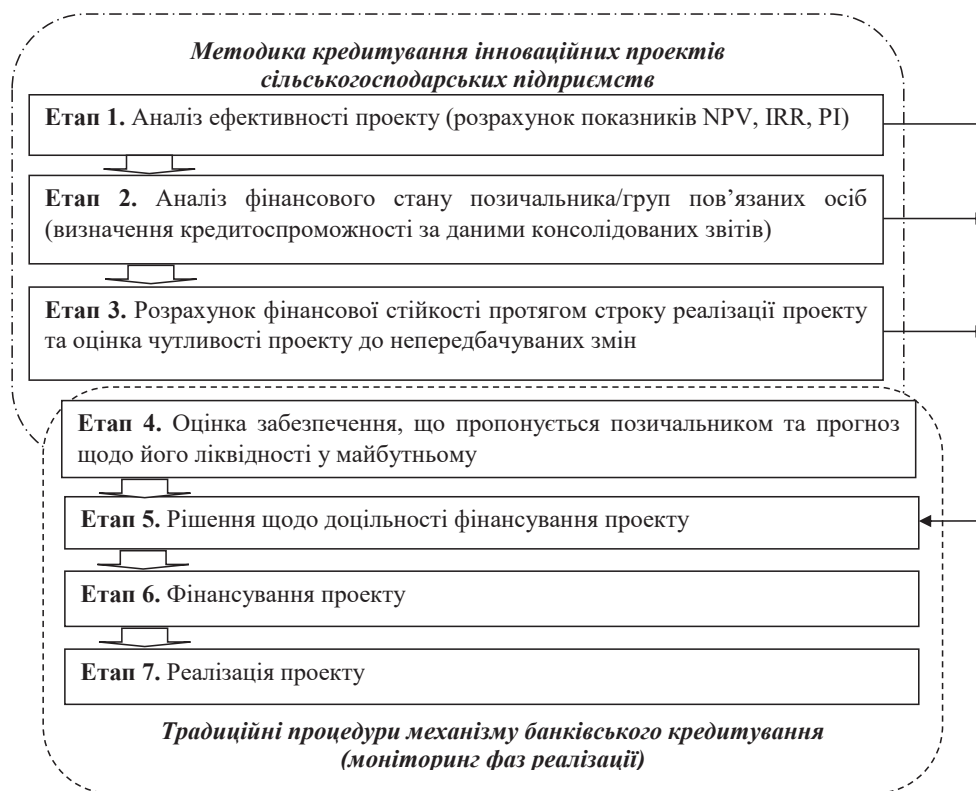 Методика кредитування інноваційних проектів
сільськогосподарських підприємств
Етап 1. Аналіз ефективності проекту (розрахунок показників NPV, IRR, PI)
Етап 2. Аналіз фінансового стану позичальника/груп пов’язаних осіб
(визначення кредитоспроможності за даними консолідованих звітів)
Етап 3. Розрахунок фінансової стійкості протягом строку реалізації проекту
та оцінка чутливості проекту до непередбачуваних змін
Етап 4. Оцінка забезпечення, що пропонується позичальником та прогноз
щодо його ліквідності у майбутньому
Етап 5. Рішення щодо доцільності фінансування проекту
Етап 6. Фінансування проекту
Етап 7. Реалізація проекту
Традиційні процедури механізму банківського кредитування
(моніторинг фаз реалізації)